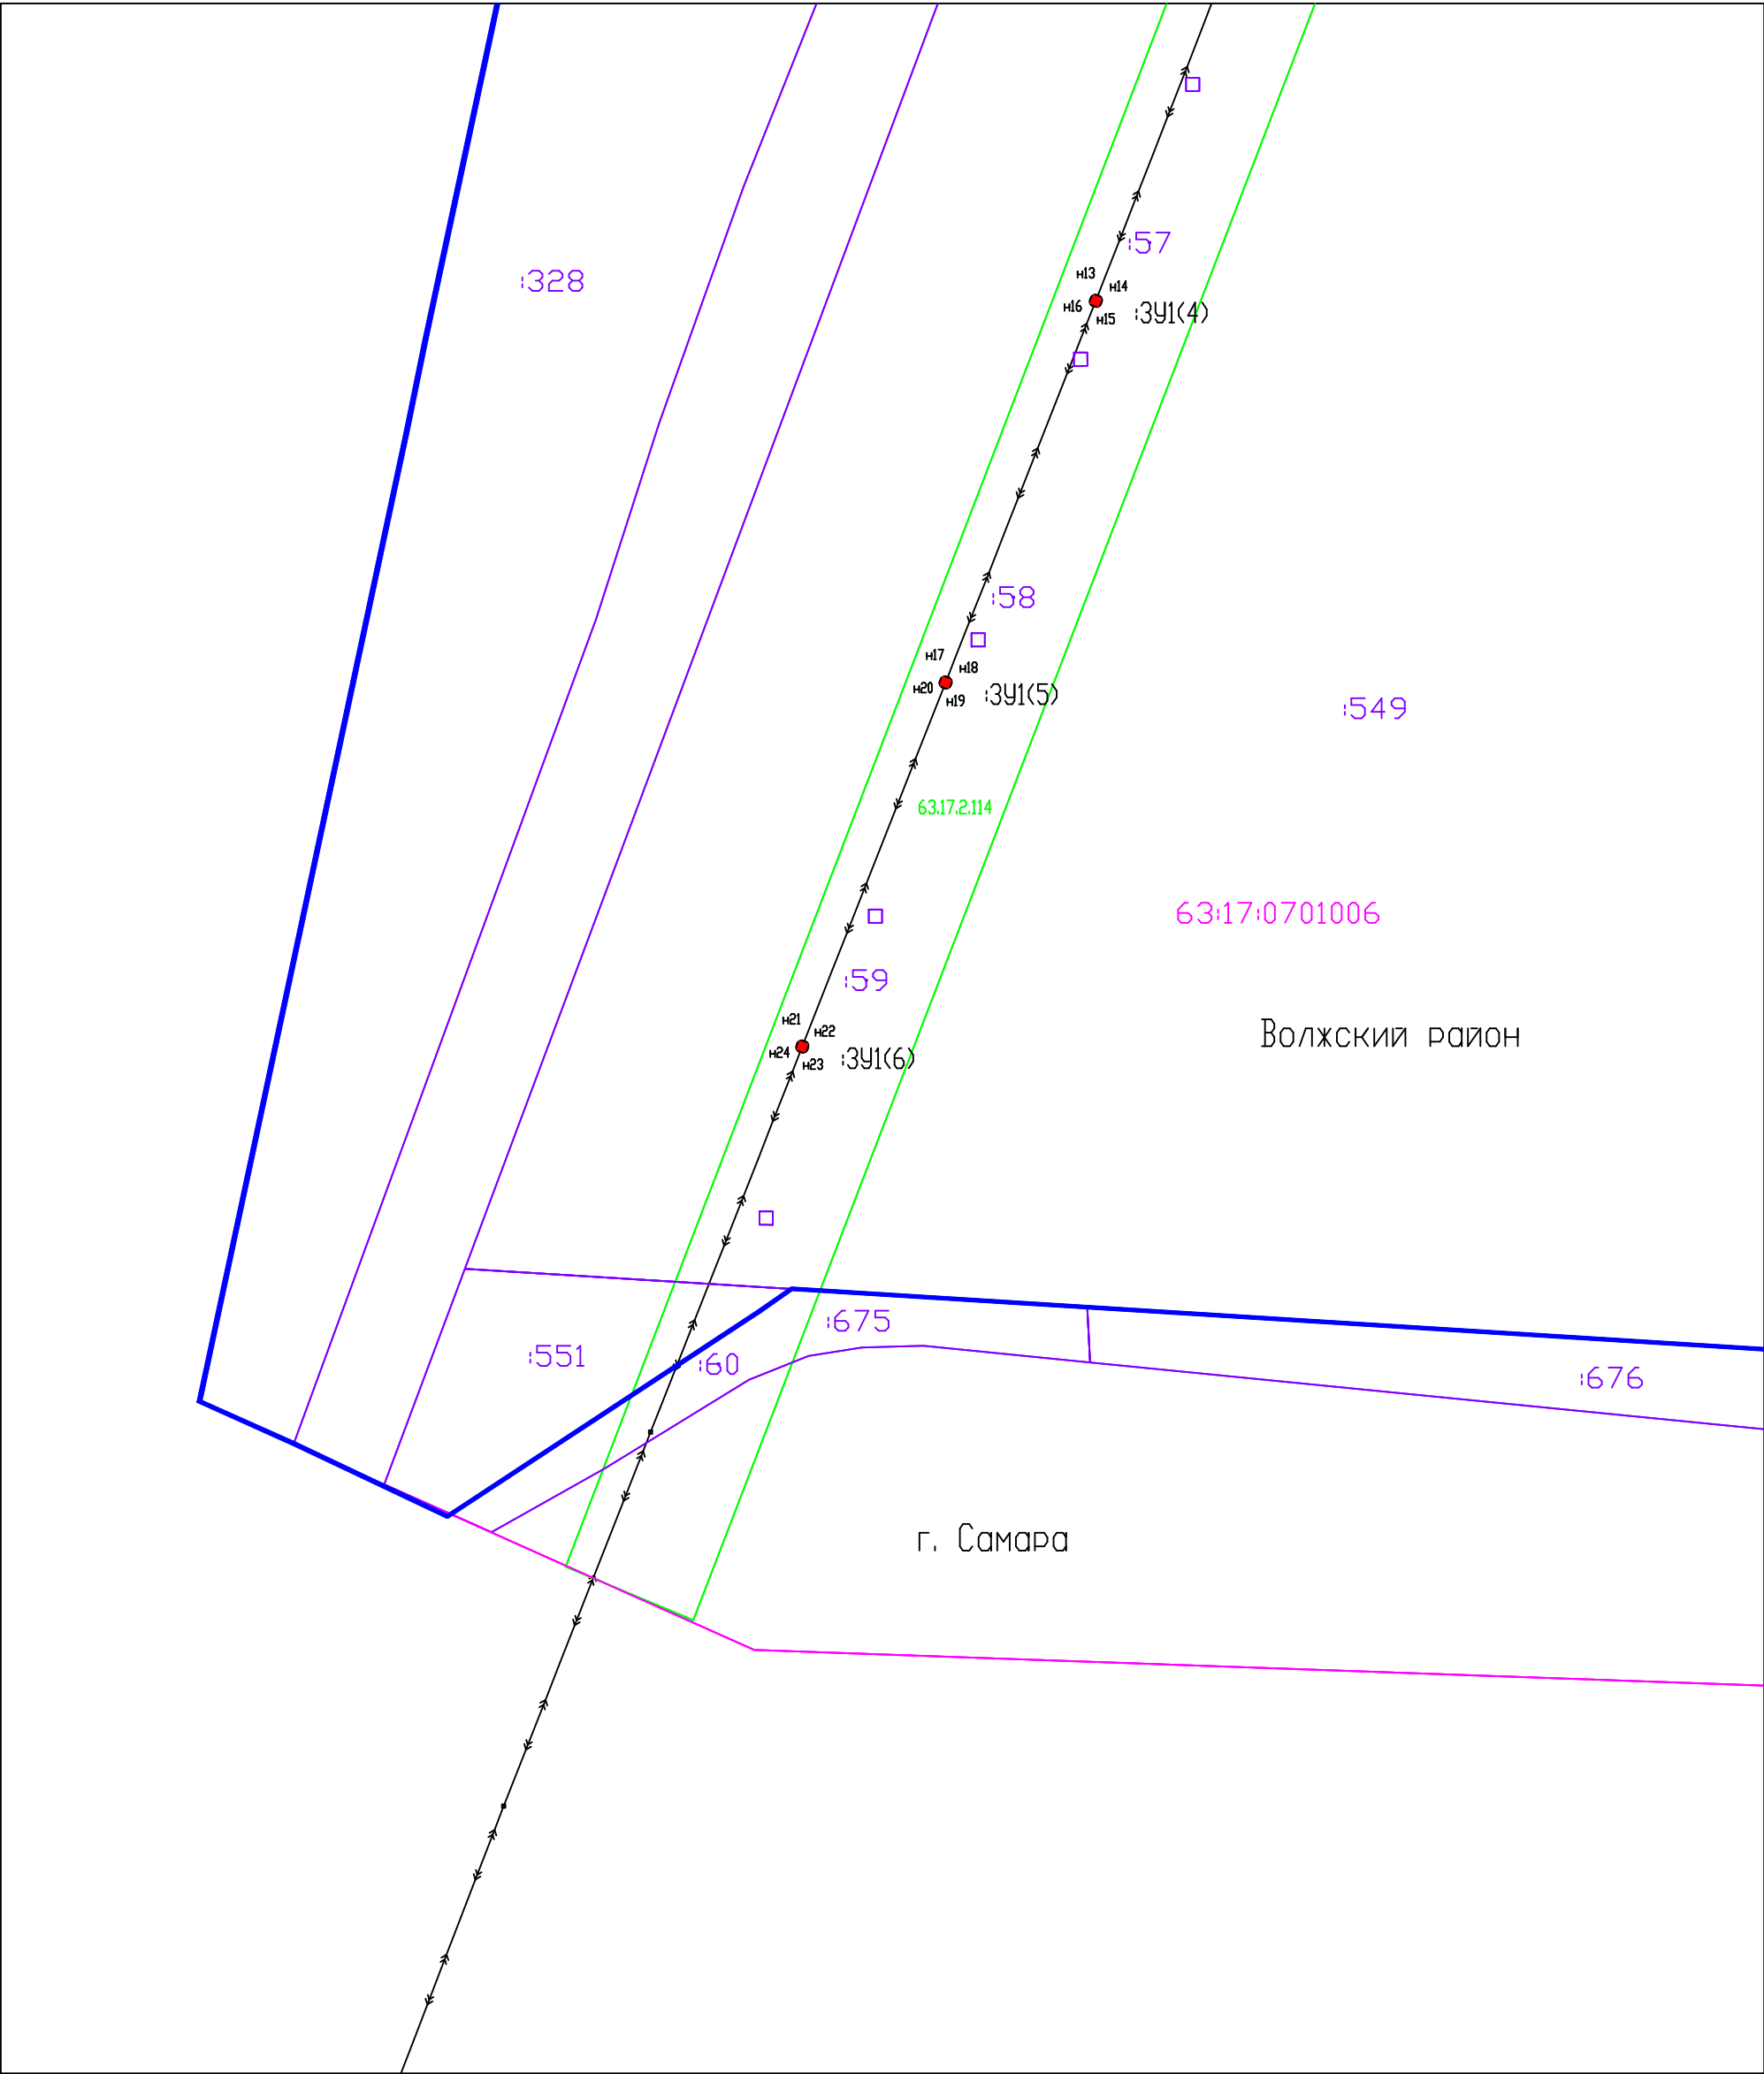 :57
:328
н13
н14
н16
н15
:ЗУ1(4)
:58
н17
н18
н20
н19
:ЗУ1(5)
:549
63.17.2.114
63:17:0701006
:59
н21
н22
н24
н23
:ЗУ1(6)
Волжский район
:675
:551
:60
:676
г. Самара